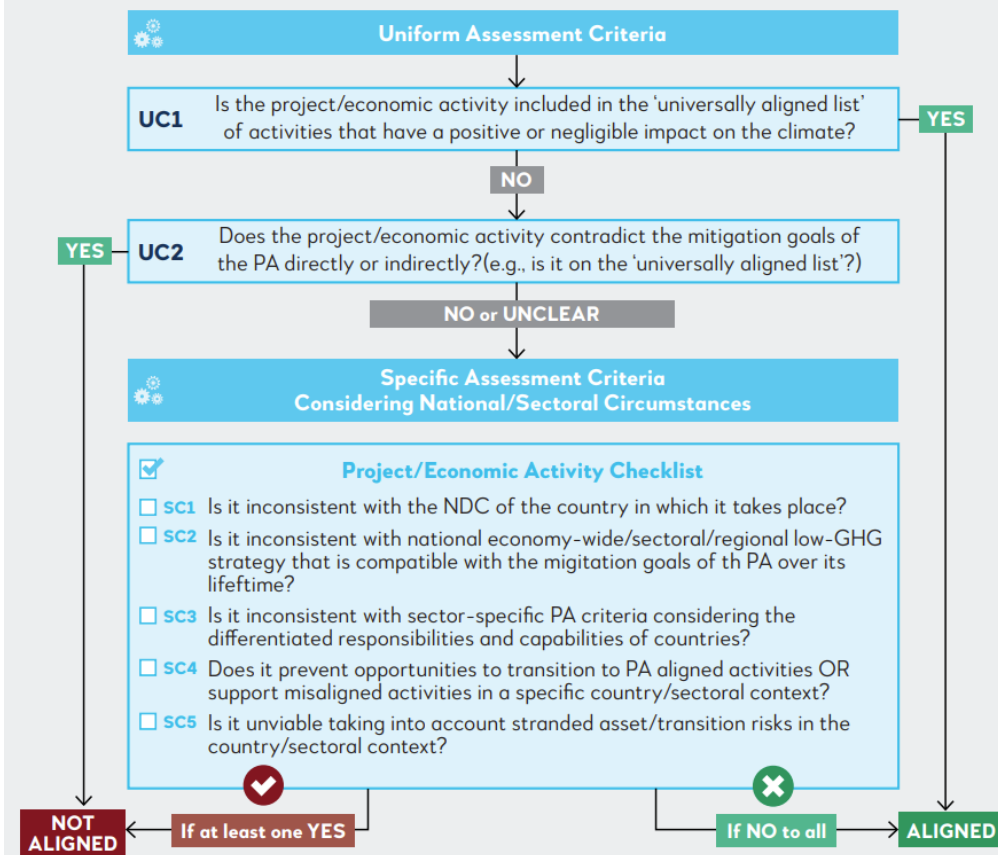 Uniform Assessment Criteria
UC1
Is the project/economic activity included in the ‘universally aligned list’
of activities that have a positive or negligible impact on the climate?
YES
NO
YES
UC2
Does the project/economic activity contradict the mitigation goals of
the PA directly or indirectly?(e.g., is it on the ‘universally aligned list’?)
NO or UNCLEAR
Specific Assessment Criteria
Considering National/Sectoral Circumstances
Project/Economic Activity Checklist
SC1 Is it inconsistent with the NDC of the country in which it takes place?
SC2 Is it inconsistent with national economy-wide/sectoral/regional low-GHG
strategy that is compatible with the migitation goals of th PA over its
lifeftime?
SC3 Is it inconsistent with sector-specific PA criteria considering the
differentiated responsibilities and capabilities of countries?
SC4 Does it prevent opportunities to transition to PA aligned activities OR
support misaligned activities in a specific country/sectoral context?
SC5 Is it unviable taking into account stranded asset/transition risks in the
country/sectoral context?
NOT
ALIGNED
If at least one YES
If NO to all
ALIGNED